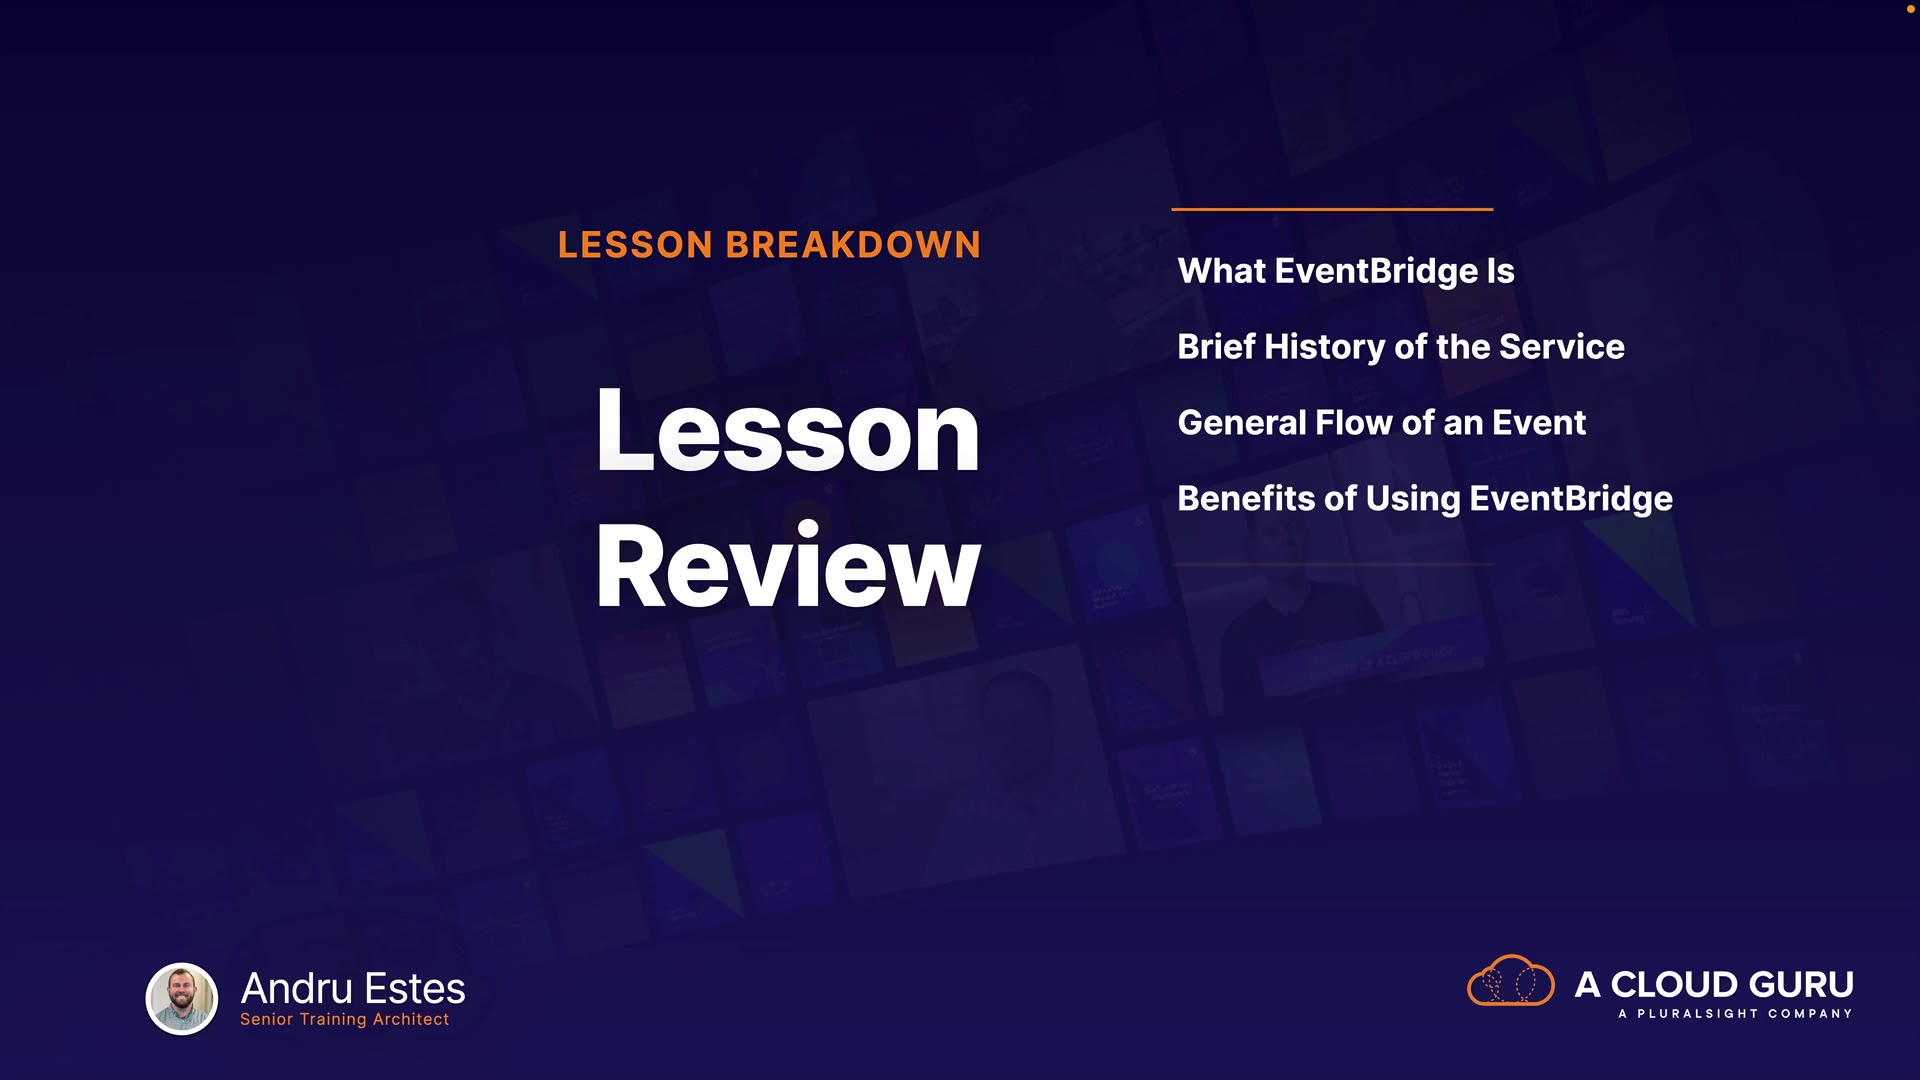 LESSON BREAKDOWN
Lesson
Review
What EventBridge Is
Brief History of the Service
General Flow of an Event
Benefits of Using EventBridge
Andru Estes
Senior Training Architect
A CLOUD GURU
A PLURALSIGHT COMPANY